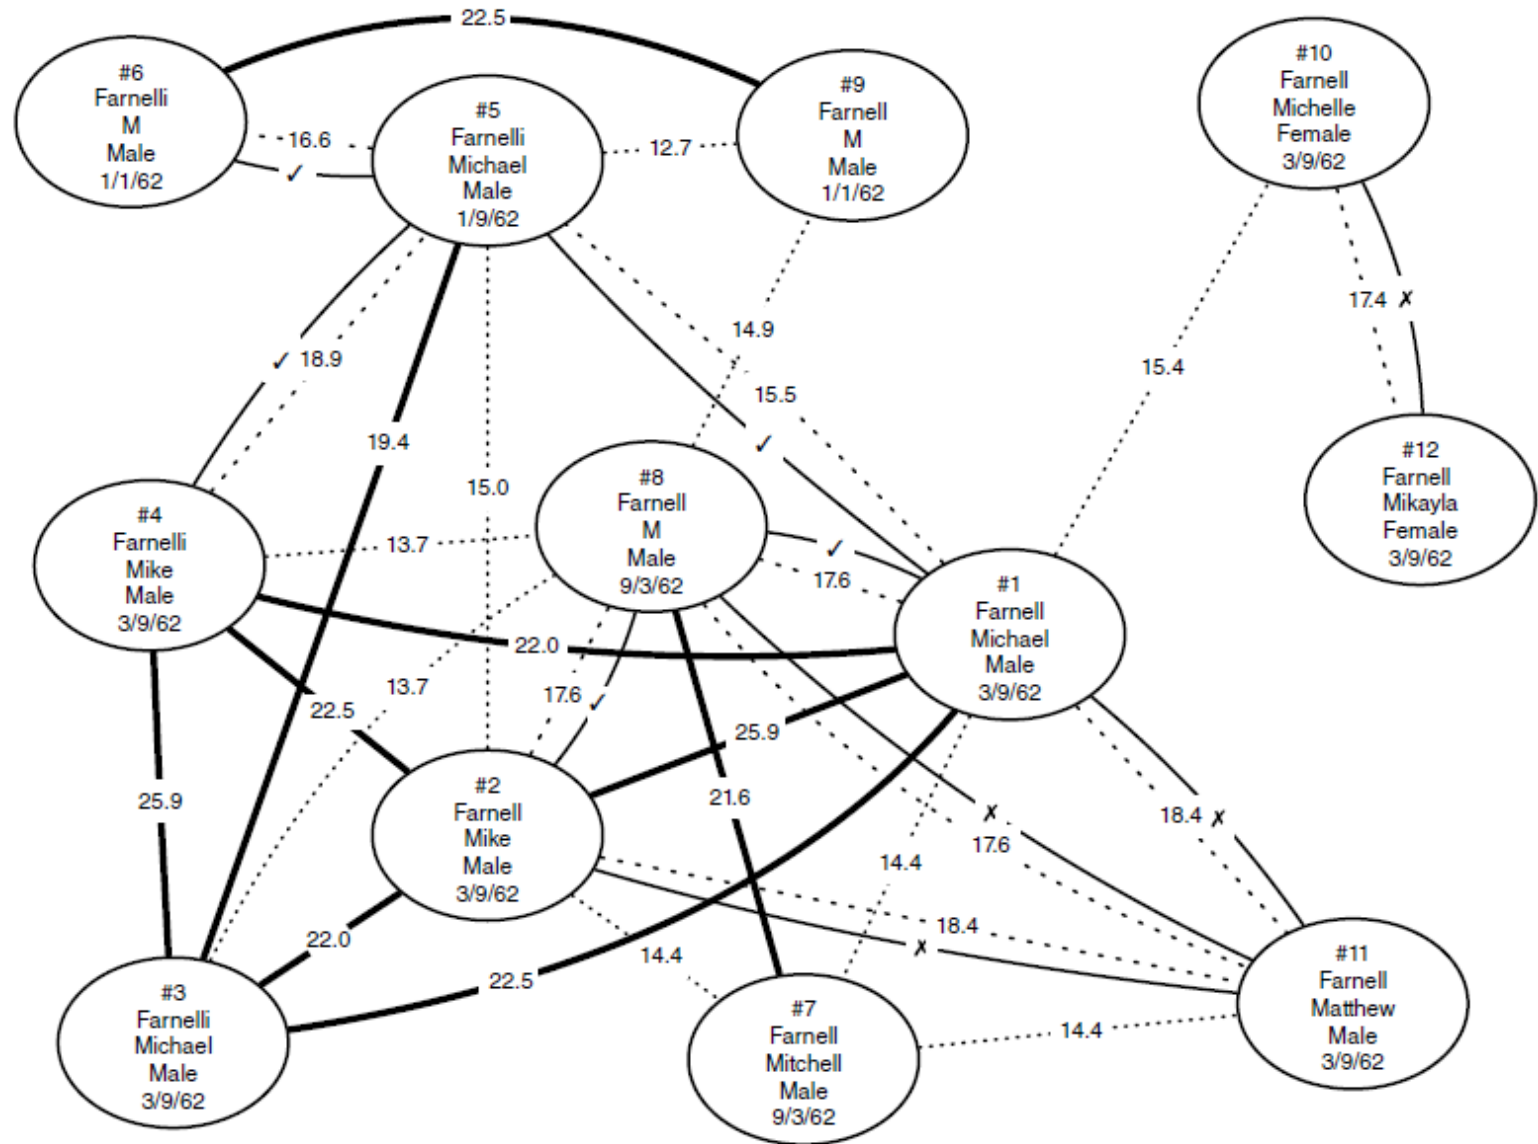 22.5
#6
Farnelli
M
Male
1/1/62
16.6
✓
#5
Farnelli
Michael
Male
1/9/62
12.7
#9
Farnell
M
Male
1/1/62
#10
Farnell
Michelle
Female
3/9/62
17.4 ✗
14.9
✓ 18.9
15.5
15.4
19.4
✓
#12
Farnell
Mikayla
Female
3/9/62
15.0
#8
Farnell
M
Male
9/3/62
#4
Farnelli
Mike
Male
3/9/62
13.7
✓
17.6
#1
Farnell
Michael
Male
3/9/62
22.0
13.7
17.6 ✓
22.5
25.9
25.9
21.6
#2
Farnell
Mike
Male
3/9/62
✗
17.6
18.4 ✗
14.4
18.4
✗
22.0
14.4
22.5
#3
Farnelli
Michael
Male
3/9/62
#7
Farnell
Mitchell
Male
9/3/62
14.4
#11
Farnell
Matthew
Male
3/9/62